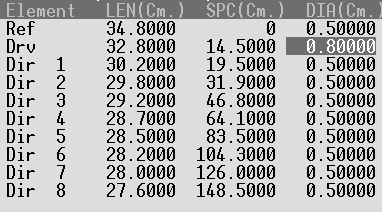 Element LEN(Cm.) SPC(Cm.) DIA(Cm.)
Ref 34.8000 0 0.50000
Drv 32.8000 14.5000 0.80000
Dir 1 30.2000 19.5000 0.50000
Dir 2 29.8000 31.9000 0.50000
Dir 3 29.2000 46.8000 0.50000
Dir 4 28.7000 64.1000 0.50000
Dir 5 28.5000 83.5000 0.50000
Dir 6 28.2000 104.3000 0.50000
Dir 7 28.0000 126.0000 0.50000
Dir 8 27.6000 148.5000 0.50000